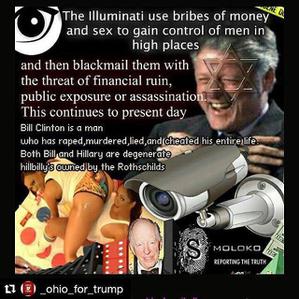 The Illuminati use bribes of money
and sex to gain control of men in
high places
and then blackmail them with
the threat of financial ruin,
public exposure or assassination.
This continues to present day
Bill Clinton is a man
who has raped,murdered,lied,and cheated his entire life.
Both Bill and Hillary are degenerate
hillbilly's owned by the Rothschilds
S
MOLOKO
REPORTING THE TRUTH
_ohio_for_trump